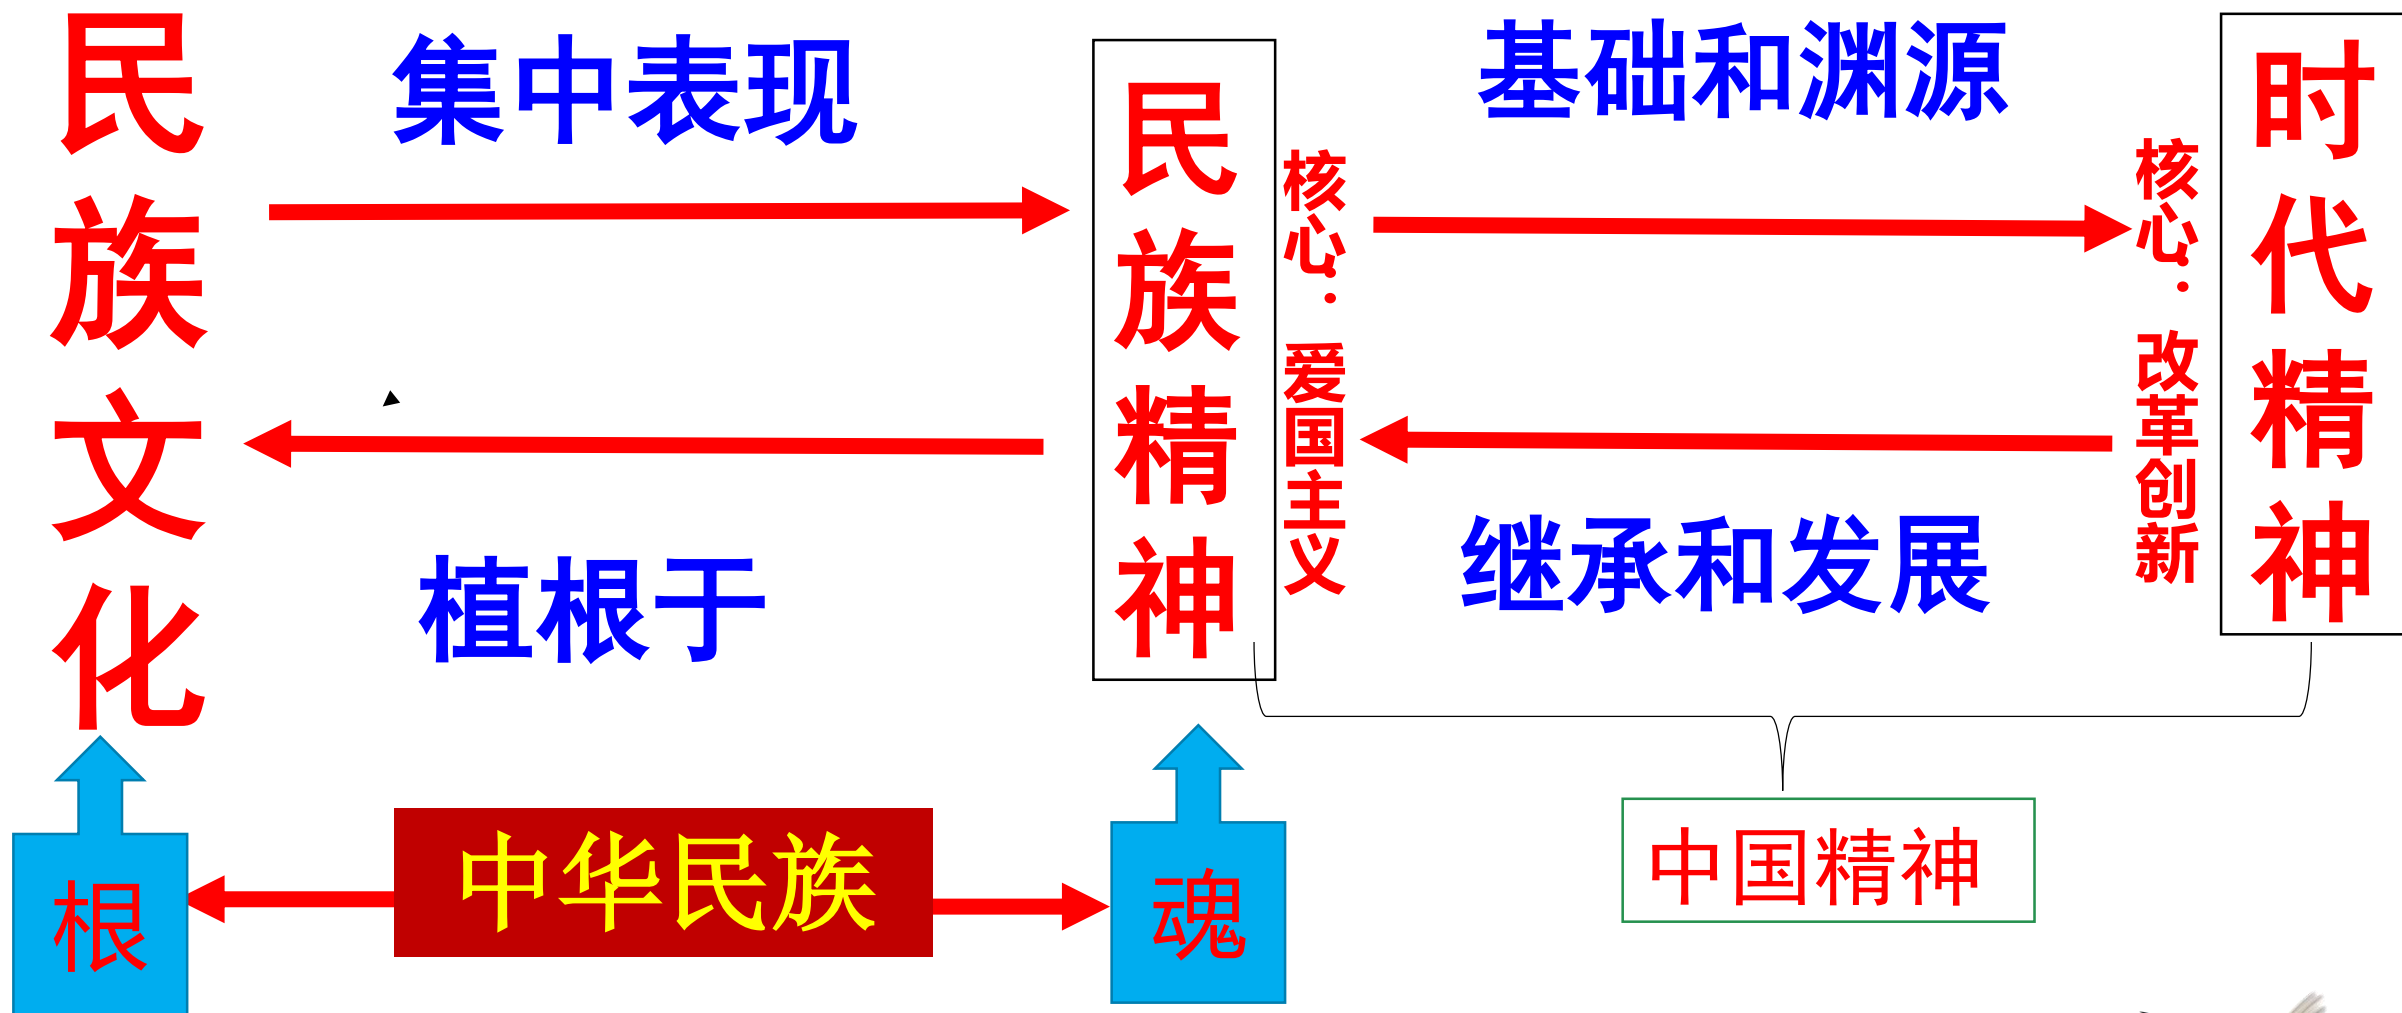 民族文化
集中表现
植根于
民族精神
核心：爱国主义
基础和渊源
继承和发展
核心：改革创新
时代精神
根
中华民族
魂
中国精神